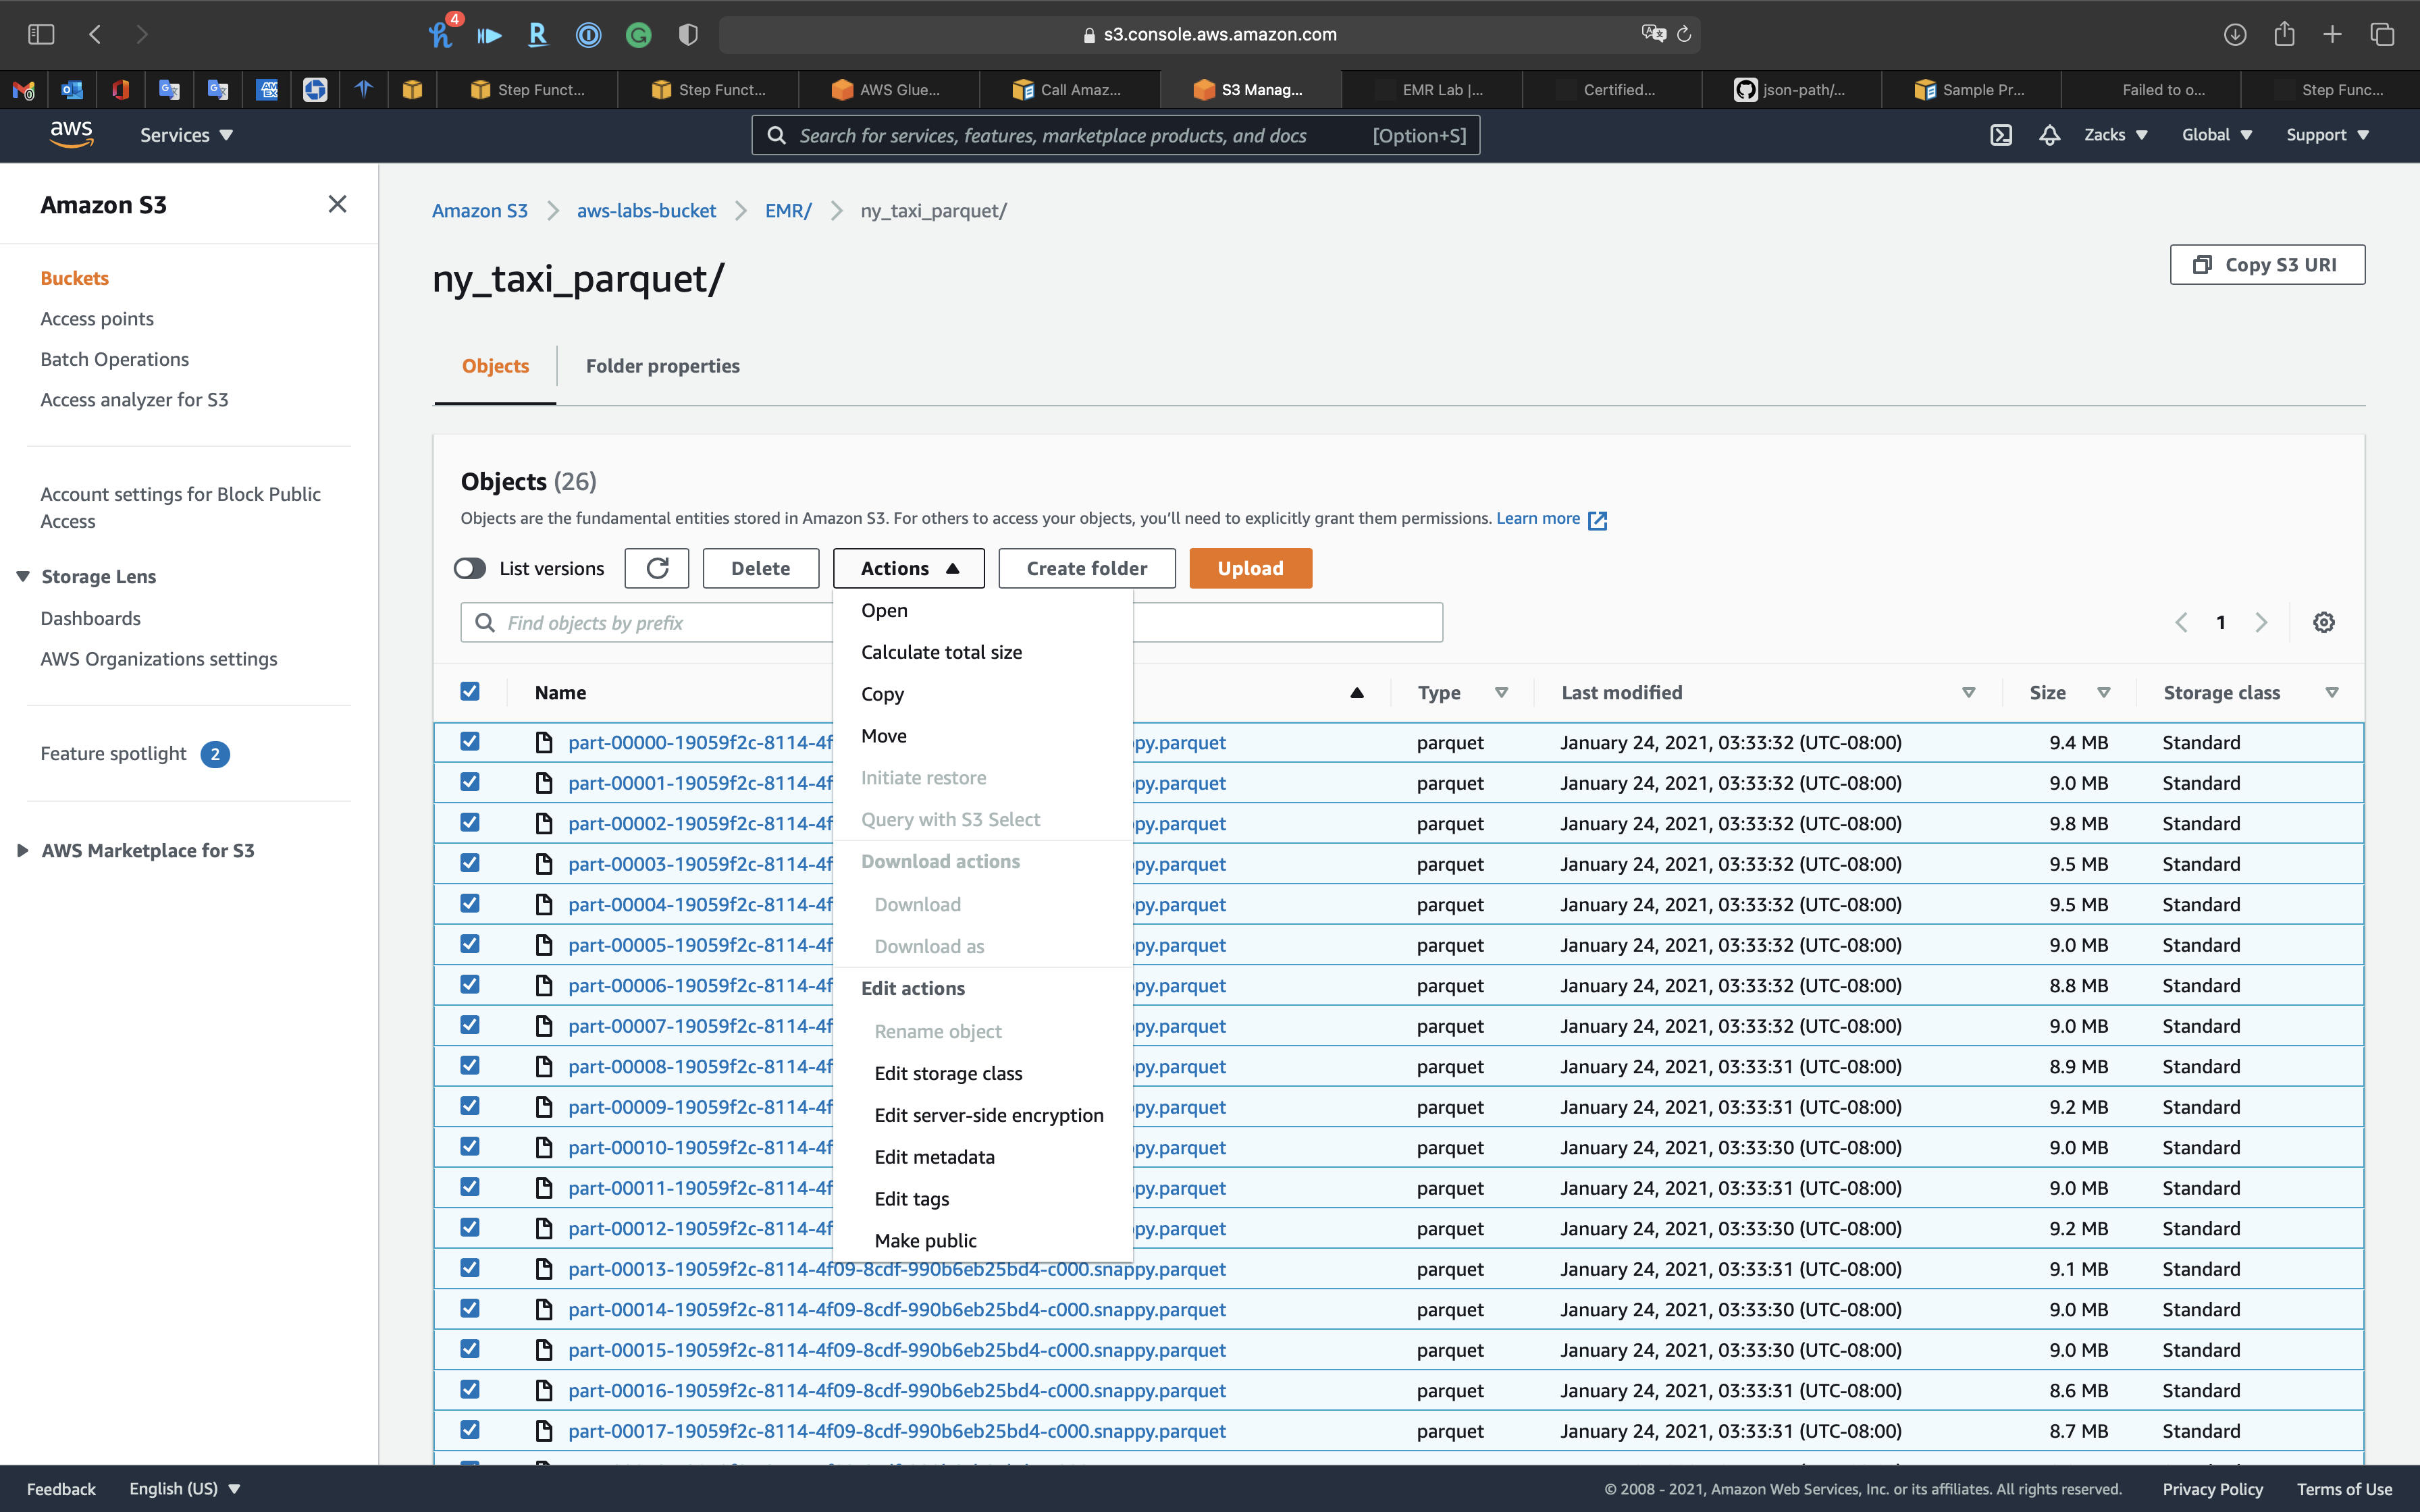 4
s3.console.aws.amazon.com
0
Step Funct...
Step Funct...
AWS Glue...
Call Amaz...
S3 Manag...
EMR Lab |...
Certified...
json-path/...
Sample Pr...
Failed to o...
Step Func...
aws
Services
Search for services, features, marketplace products, and docs [Option+S]
Zacks
Global
Support
Amazon S3
Buckets
Access points
Batch Operations
Access analyzer for S3
Account settings for Block Public
Access
Storage Lens
Dashboards
AWS Organizations settings
Feature spotlight 2
AWS Marketplace for S3
Amazon S3 > aws-labs-bucket > EMR/ > ny_taxi_parquet/
ny_taxi_parquet/
Copy S3 URI
Objects
Folder properties
Objects (26)
Objects are the fundamental entities stored in Amazon S3. For others to access your objects, you'll need to explicitly grant them permissions. Learn more
List versions
Delete
Actions
Create folder
Upload
Find objects by prefix
1
Open
Calculate total size
Copy
Move
Initiate restore
Query with S3 Select
Download actions
Download
Download as
Edit actions
Rename object
Edit storage class
Edit server-side encryption
Edit metadata
Edit tags
Make public
Name Type Last modified Size Storage class
part-00000-19059f2c-8114-4f py.parquet parquet January 24, 2021, 03:33:32 (UTC-08:00) 9.4 MB Standard
part-00001-19059f2c-8114-4f py.parquet parquet January 24, 2021, 03:33:32 (UTC-08:00) 9.0 MB Standard
part-00002-19059f2c-8114-4f py.parquet parquet January 24, 2021, 03:33:32 (UTC-08:00) 9.8 MB Standard
part-00003-19059f2c-8114-4f py.parquet parquet January 24, 2021, 03:33:32 (UTC-08:00) 9.5 MB Standard
part-00004-19059f2c-8114-4f py.parquet parquet January 24, 2021, 03:33:32 (UTC-08:00) 9.5 MB Standard
part-00005-19059f2c-8114-4f py.parquet parquet January 24, 2021, 03:33:32 (UTC-08:00) 9.0 MB Standard
part-00006-19059f2c-8114-4f py.parquet parquet January 24, 2021, 03:33:32 (UTC-08:00) 8.8 MB Standard
part-00007-19059f2c-8114-4f py.parquet parquet January 24, 2021, 03:33:32 (UTC-08:00) 9.0 MB Standard
part-00008-19059f2c-8114-4f py.parquet parquet January 24, 2021, 03:33:31 (UTC-08:00) 8.9 MB Standard
part-00009-19059f2c-8114-4f py.parquet parquet January 24, 2021, 03:33:31 (UTC-08:00) 9.2 MB Standard
part-00010-19059f2c-8114-4f py.parquet parquet January 24, 2021, 03:33:30 (UTC-08:00) 9.0 MB Standard
part-00011-19059f2c-8114-4f py.parquet parquet January 24, 2021, 03:33:31 (UTC-08:00) 9.0 MB Standard
part-00012-19059f2c-8114-4f py.parquet parquet January 24, 2021, 03:33:30 (UTC-08:00) 9.2 MB Standard
part-00013-19059f2c-8114-4f09-8cdf-990b6eb25bd4-c000.snappy.parquet parquet January 24, 2021, 03:33:31 (UTC-08:00) 9.1 MB Standard
part-00014-19059f2c-8114-4f09-8cdf-990b6eb25bd4-c000.snappy.parquet parquet January 24, 2021, 03:33:30 (UTC-08:00) 9.0 MB Standard
part-00015-19059f2c-8114-4f09-8cdf-990b6eb25bd4-c000.snappy.parquet parquet January 24, 2021, 03:33:30 (UTC-08:00) 9.0 MB Standard
part-00016-19059f2c-8114-4f09-8cdf-990b6eb25bd4-c000.snappy.parquet parquet January 24, 2021, 03:33:31 (UTC-08:00) 8.6 MB Standard
part-00017-19059f2c-8114-4f09-8cdf-990b6eb25bd4-c000.snappy.parquet parquet January 24, 2021, 03:33:31 (UTC-08:00) 8.7 MB Standard
Feedback
English (US)
© 2008 - 2021, Amazon Web Services, Inc. or its affiliates. All rights reserved.
Privacy Policy
Terms of Use